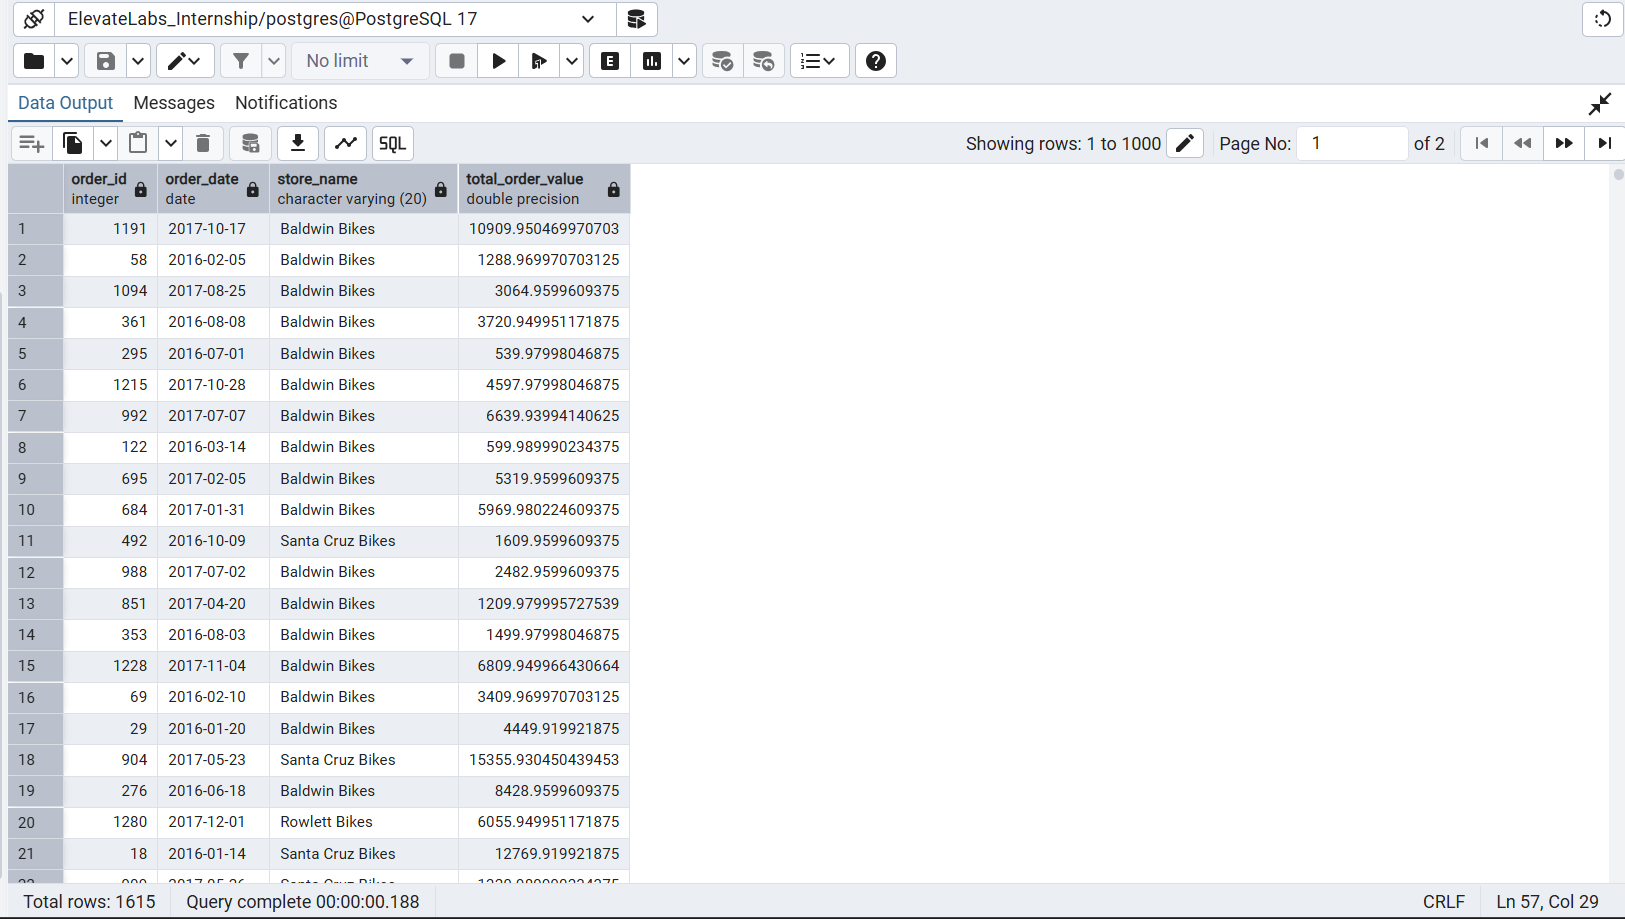 ElevateLabs_Internship/postgres@PostgreSQL 17
No limit
E
Data Output Messages Notifications
SQL Showing rows: 1 to 1000 Page No: 1 of 2
order_id order_date store_name total_order_value
integer date character varying (20) double precision
1 1191 2017-10-17 Baldwin Bikes 10909.950469970703
2 58 2016-02-05 Baldwin Bikes 1288.969970703125
3 1094 2017-08-25 Baldwin Bikes 3064.9599609375
4 361 2016-08-08 Baldwin Bikes 3720.949951171875
5 295 2016-07-01 Baldwin Bikes 539.97998046875
6 1215 2017-10-28 Baldwin Bikes 4597.97998046875
7 992 2017-07-07 Baldwin Bikes 6639.93994140625
8 122 2016-03-14 Baldwin Bikes 599.989990234375
9 695 2017-02-05 Baldwin Bikes 5319.9599609375
10 684 2017-01-31 Baldwin Bikes 5969.980224609375
11 492 2016-10-09 Santa Cruz Bikes 1609.9599609375
12 988 2017-07-02 Baldwin Bikes 2482.9599609375
13 851 2017-04-20 Baldwin Bikes 1209.979995727539
14 353 2016-08-03 Baldwin Bikes 1499.97998046875
15 1228 2017-11-04 Baldwin Bikes 6809.949966430664
16 69 2016-02-10 Baldwin Bikes 3409.969970703125
17 29 2016-01-20 Baldwin Bikes 4449.919921875
18 904 2017-05-23 Santa Cruz Bikes 15355.930450439453
19 276 2016-06-18 Baldwin Bikes 8428.9599609375
20 1280 2017-12-01 Rowlett Bikes 6055.949951171875
21 18 2016-01-14 Santa Cruz Bikes 12769.919921875
Total rows: 1615 Query complete 00:00:00.188 CRLF Ln 57, Col 29